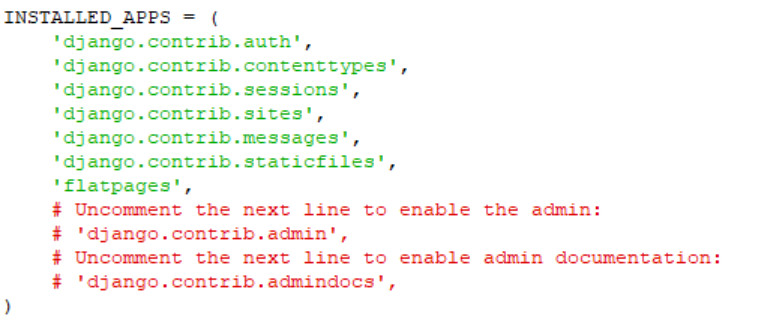 INSTALLED_APPS = (
    'django.contrib.auth',
    'django.contrib.contenttypes',
    'django.contrib.sessions',
    'django.contrib.sites',
    'django.contrib.messages',
    'django.contrib.staticfiles',
    'flatpages',
    # Uncomment the next line to enable the admin:
    # 'django.contrib.admin',
    # Uncomment the next line to enable admin documentation:
    # 'django.contrib.admindocs',
)